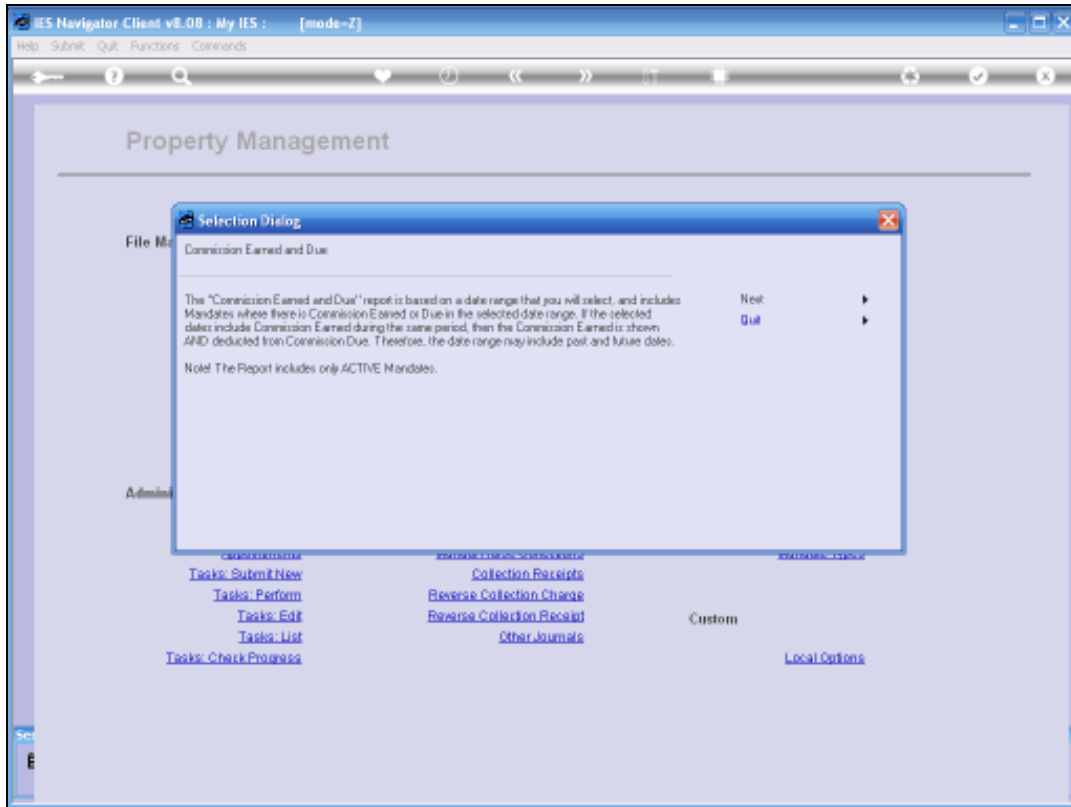 IES Navigator Client v8.08 : My IES :    [mode=Z]
Help Submit Quit Functions Commands
Property Management
Selection Dialog
File Ma
Commission Earned and Due
The "Commission Earned and Due" report is based on a date range that you will select, and includes
Mandates where there is Commission Earned or Due in the selected date range. If the selected
dates include Commission Earned during the same period, then the Commission Earned is shown
AND deducted from Commission Due. Therefore, the date range may include past and future dates.
Note! The Report includes only ACTIVE Mandates.
Next
Quit
Admini
Tasks: Submit New
Collection Receipts
Tasks: Perform
Reverse Collection Charge
Tasks: Edit
Reverse Collection Receipt
Custom
Tasks: List
Other Journals
Tasks: Check Progress
Local Options